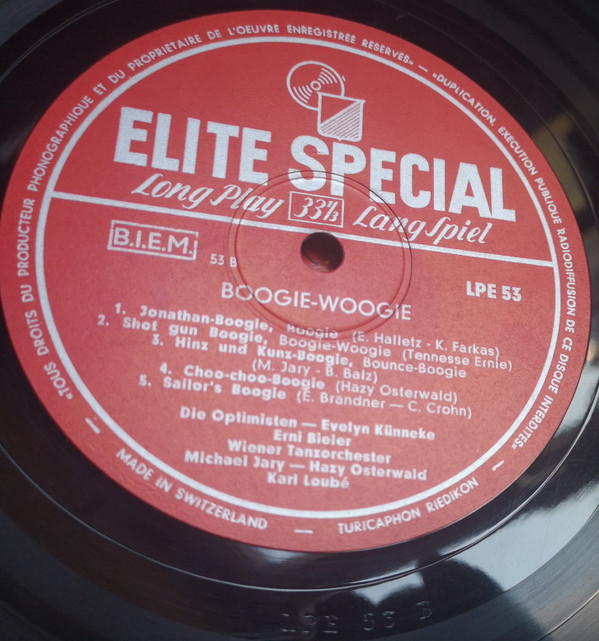 «TOUS DROITS DU PRODUCTEUR PHONOGRAPHIQUE ET DU PROPRIETAIRE DE L'OEUVRE ENREGISTREE RESERVES» — «DUPLICATION, EXECUTION PUBLIQUE RADIODIFFUSION DE CE DISQUE INTERDITES»
ELITE SPECIAL
Long Play 33⅓ Lang Spiel
B.I.E.M.
53 B
LPE 53
BOOGIE-WOOGIE
1. Jonathan-Boogie, Boogie (E. Halletz - K. Farkas)
2. Shot gun Boogie, Boogie-Woogie (Tennesse Ernie)
3. Hinz und Kunz-Boogie, Bounce-Boogie
(M. Jary - B. Balz)
4. Choo-choo-Boogie (Hazy Osterwald)
5. Sailor's Boogie (E. Brandner — C. Crohn)
Die Optimisten — Evelyn Künneke
Erni Bieler
Wiener Tanzorchester
Michael Jary — Hazy Osterwald
Karl Loubé
— MADE IN SWITZERLAND — TURICAPHON RIEDIKON —
LPE 53 B